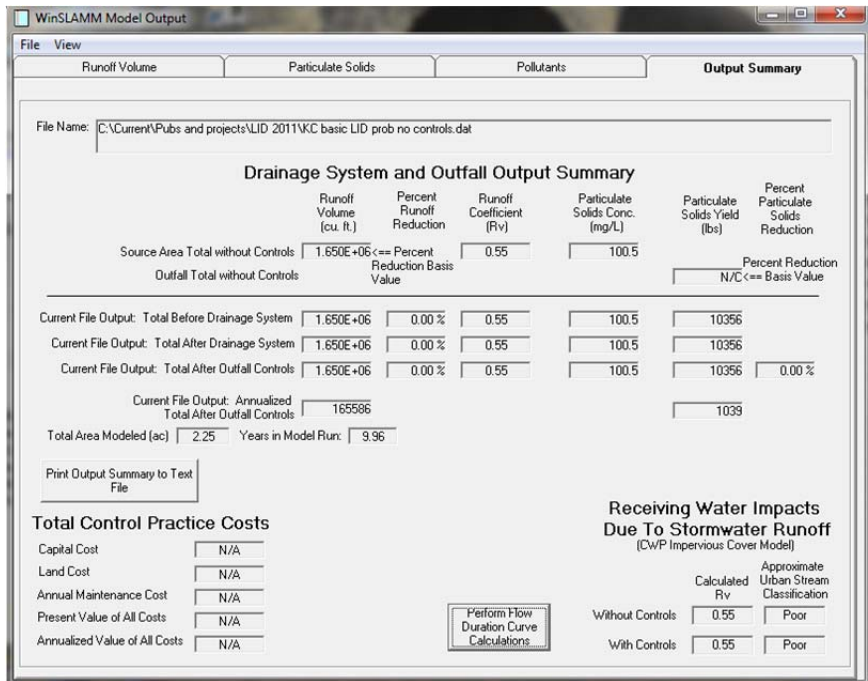 WinSLAMM Model Output
File View
Runoff Volume Particulate Solids Pollutants Output Summary
File Name: C:\Current\Pubs and projects\LID 2011\KC basic LID prob no controls.dat
Drainage System and Outfall Output Summary
Runoff Volume (cu. ft.) Percent Runoff Reduction Runoff Coefficient (Rv) Particulate Solids Conc. (mg/L) Particulate Solids Yield (lbs) Percent Particulate Solids Reduction
Source Area Total without Controls 1.650E+06 <== Percent Reduction Basis Value 0.55 100.5
Outfall Total without Controls N/C <== Percent Reduction Basis Value
Current File Output: Total Before Drainage System 1.650E+06 0.00 % 0.55 100.5 10356
Current File Output: Total After Drainage System 1.650E+06 0.00 % 0.55 100.5 10356
Current File Output: Total After Outfall Controls 1.650E+06 0.00 % 0.55 100.5 10356 0.00 %
Current File Output: Annualized Total After Outfall Controls 165586 1039
Total Area Modeled (ac) 2.25 Years in Model Run: 9.96
Print Output Summary to Text File
Total Control Practice Costs
Capital Cost N/A
Land Cost N/A
Annual Maintenance Cost N/A
Present Value of All Costs N/A
Annualized Value of All Costs N/A
Perform Flow Duration Curve Calculations
Receiving Water Impacts
Due To Stormwater Runoff
(CWP Impervious Cover Model)
Calculated Rv Approximate Urban Stream Classification
Without Controls 0.55 Poor
With Controls 0.55 Poor